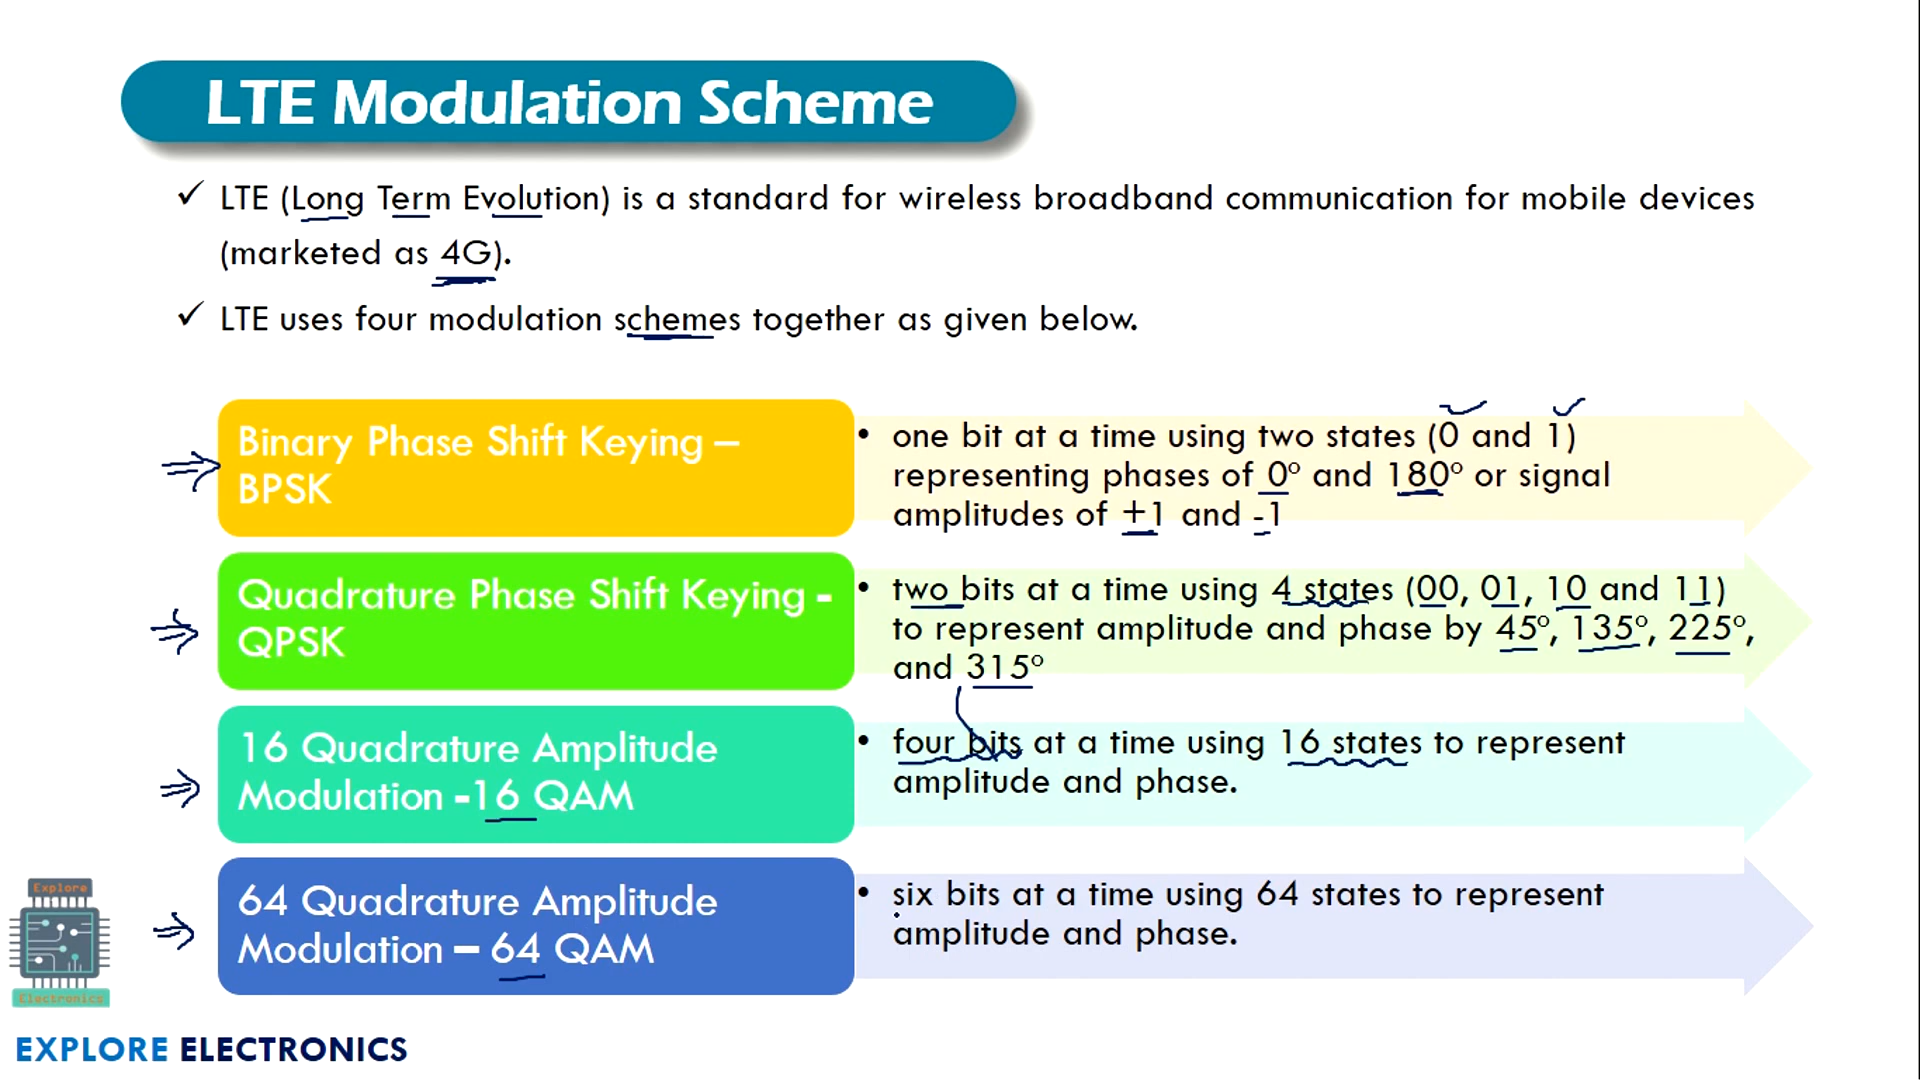 LTE Modulation Scheme
✓ LTE (Long Term Evolution) is a standard for wireless broadband communication for mobile devices
(marketed as 4G).
✓ LTE uses four modulation schemes together as given below.
Binary Phase Shift Keying –
BPSK
• one bit at a time using two states (0 and 1)
representing phases of 0° and 180° or signal
amplitudes of +1 and -1
Quadrature Phase Shift Keying -
QPSK
• two bits at a time using 4 states (00, 01, 10 and 11)
to represent amplitude and phase by 45°, 135°, 225°,
and 315°
16 Quadrature Amplitude
Modulation -16 QAM
• four bits at a time using 16 states to represent
amplitude and phase.
64 Quadrature Amplitude
Modulation – 64 QAM
• six bits at a time using 64 states to represent
amplitude and phase.
Explore
Electronics
EXPLORE ELECTRONICS